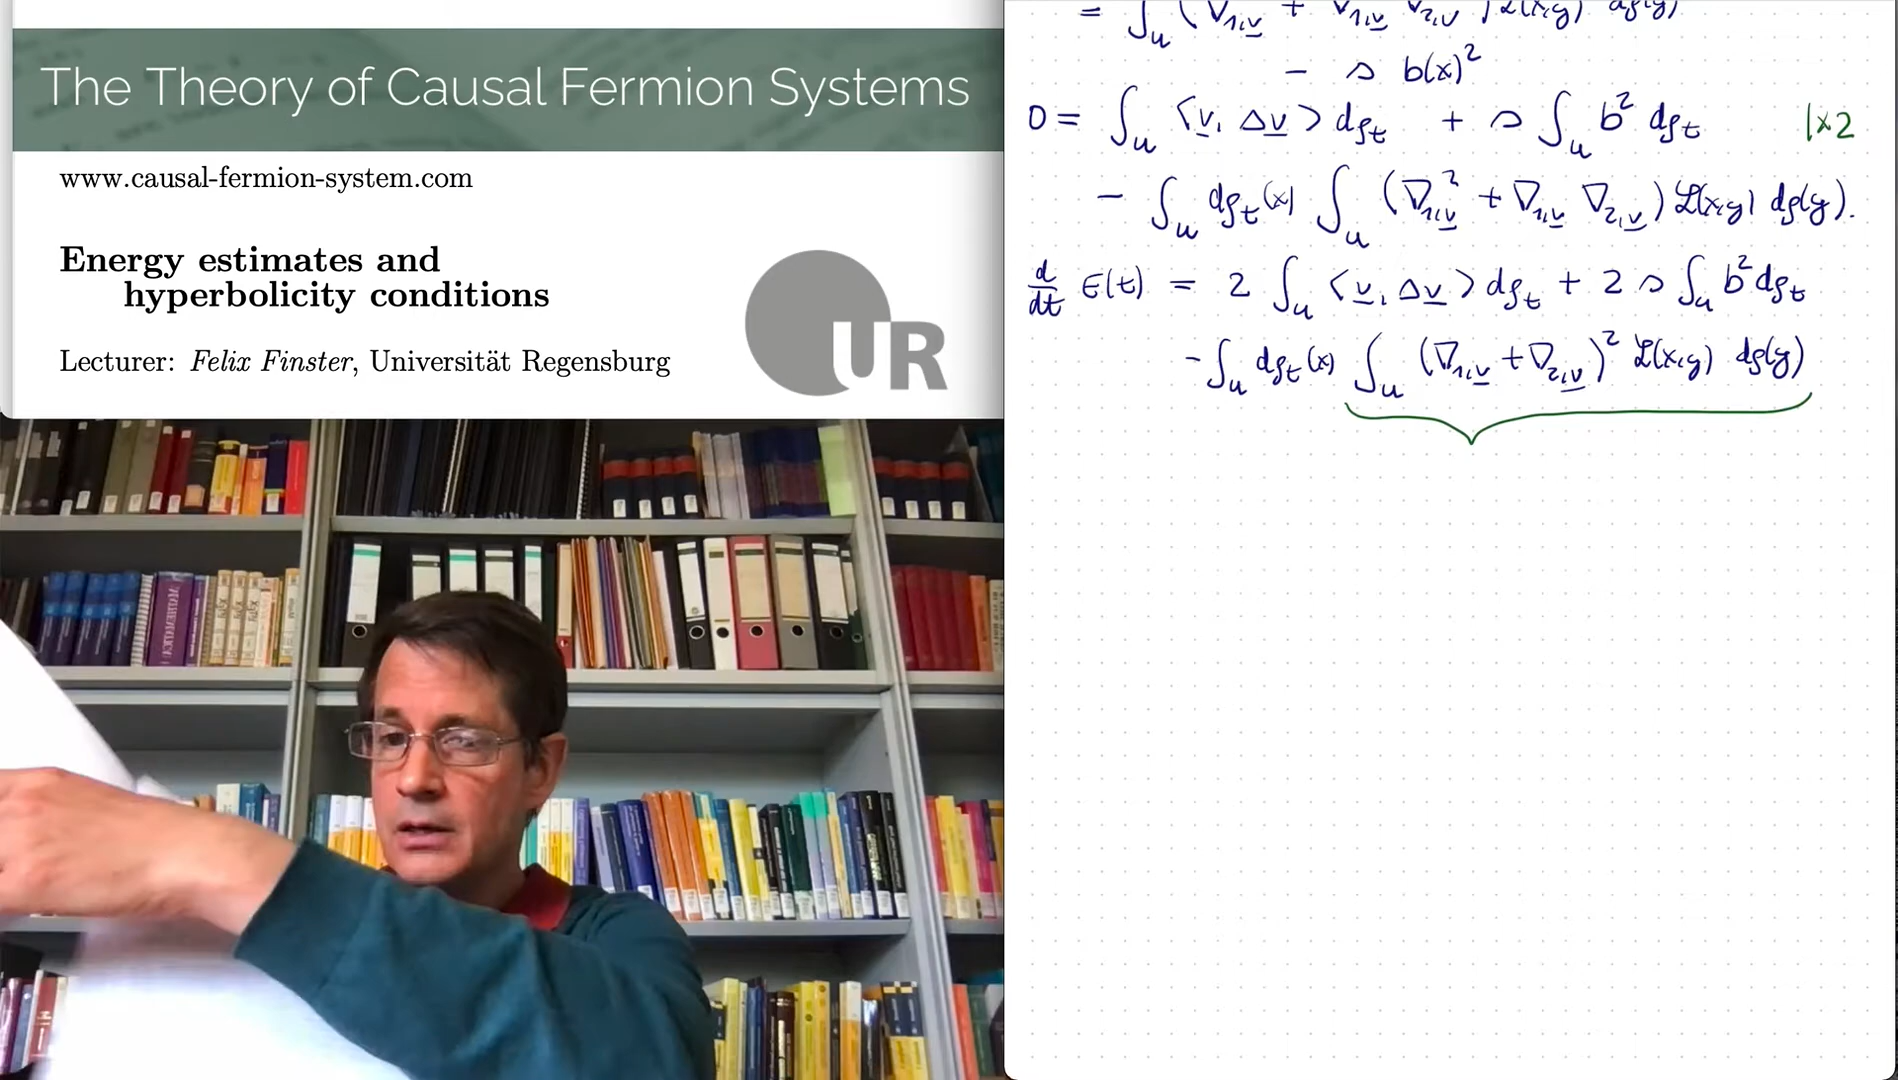 The Theory of Causal Fermion Systems
www.causal-fermion-system.com
Energy estimates and
hyperbolicity conditions
Lecturer: Felix Finster, Universität Regensburg
UR
− s b(x)²
0 = ∫_U <v, Δv> dρ_t + s ∫_U b² dρ_t |×2
− ∫_U dρ_t(x) ∫_U (∇²_{1,v} + ∇_{1,v} ∇_{2,v}) ℒ(x,y) dρ(y).
d/dt E(t) = 2 ∫_U <v, Δv> dρ_t + 2 s ∫_U b² dρ_t
− ∫_U dρ_t(x) ∫_U (∇_{1,v} + ∇_{2,v})² ℒ(x,y) dρ(y)